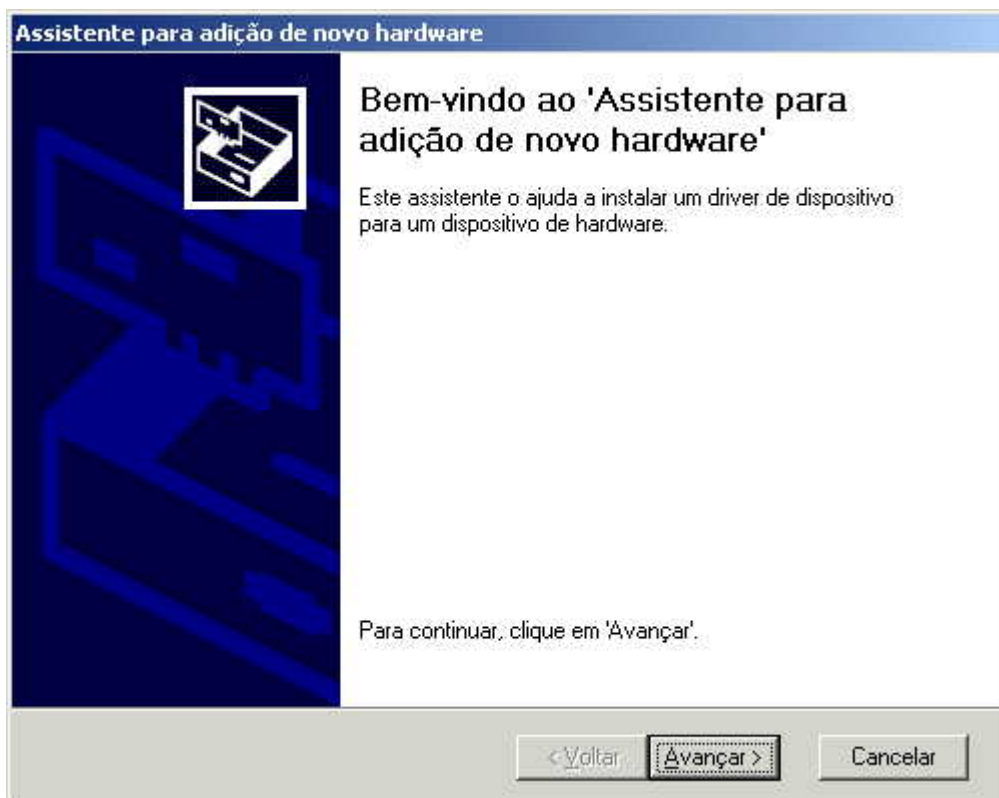 Assistente para adição de novo hardware
Bem-vindo ao 'Assistente para
adição de novo hardware'
Este assistente o ajuda a instalar um driver de dispositivo
para um dispositivo de hardware.
Para continuar, clique em 'Avançar'.
< Voltar
Avançar >
Cancelar